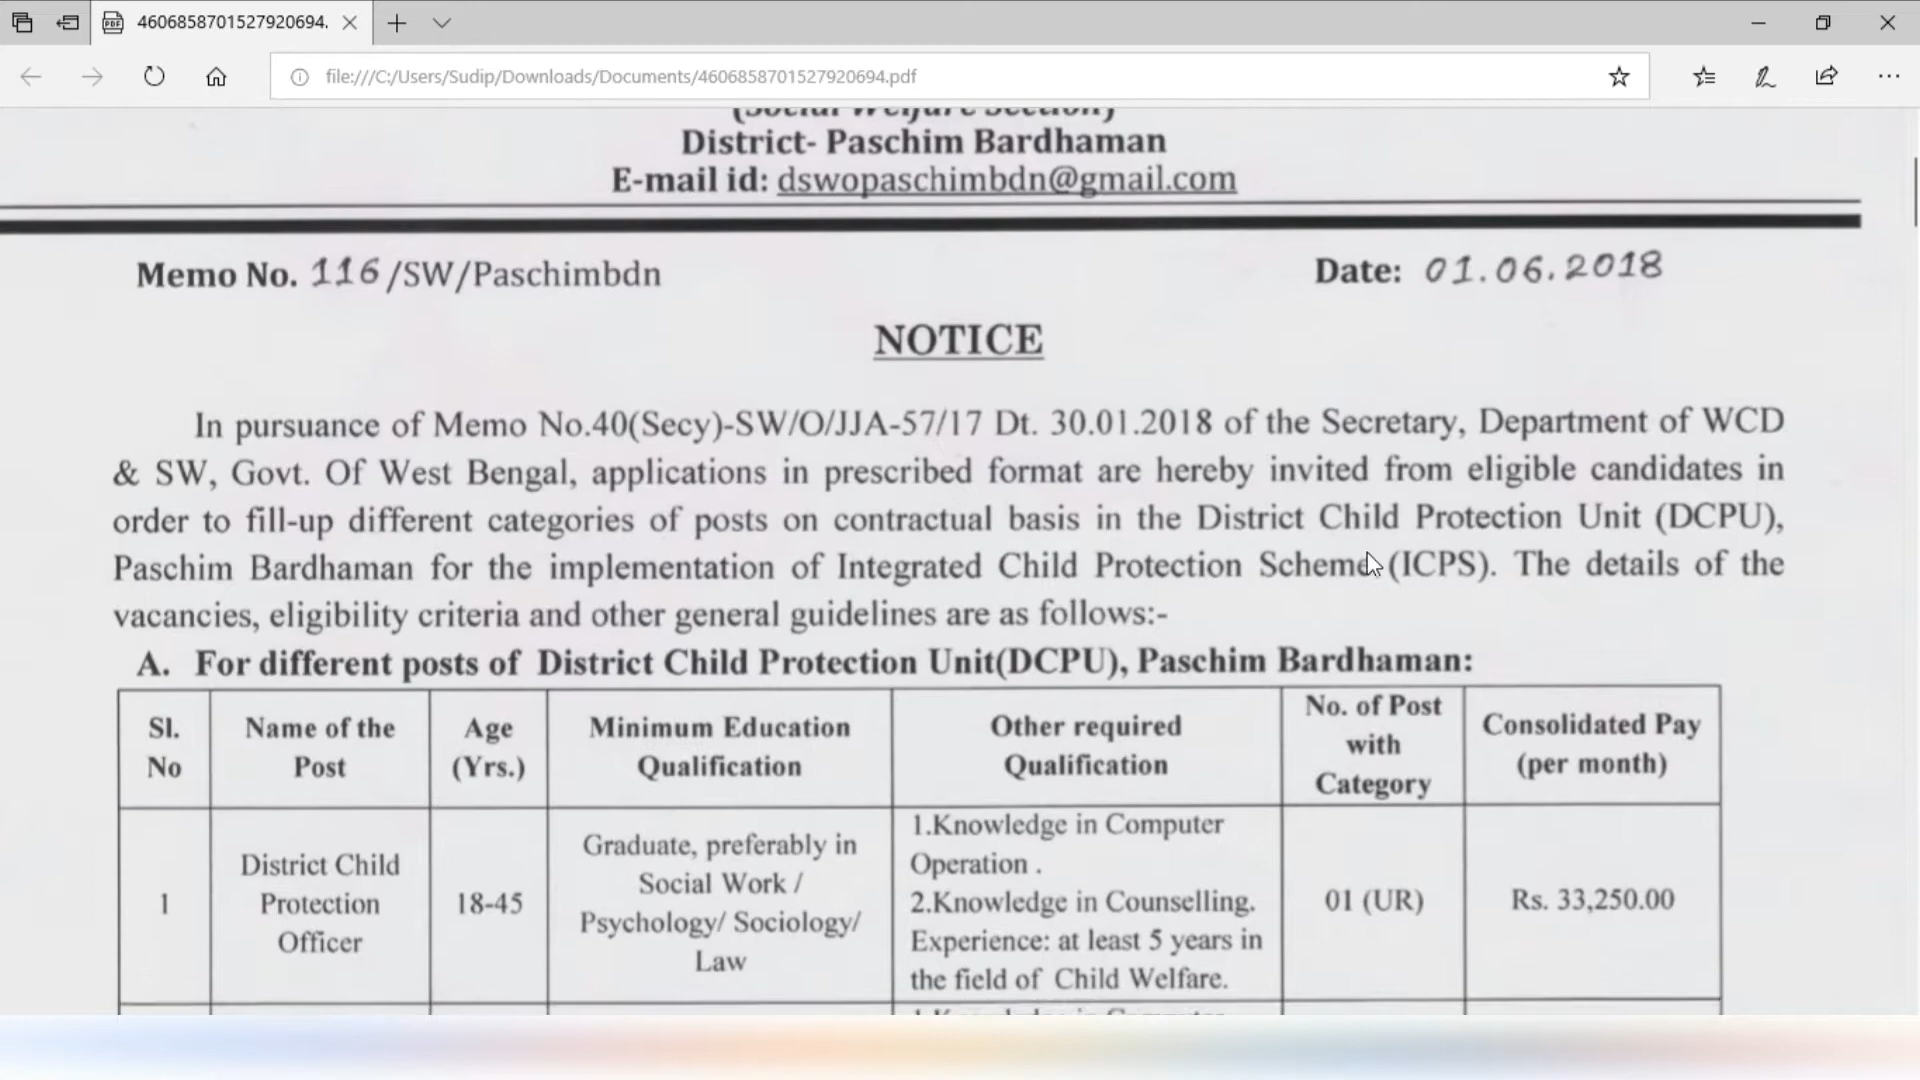 4606858701527920694.
file:///C:/Users/Sudip/Downloads/Documents/4606858701527920694.pdf
(Social Welfare Section)
District- Paschim Bardhaman
E-mail id: dswopaschimbdn@gmail.com
Memo No. 116/SW/Paschimbdn
Date: 01.06.2018
NOTICE
In pursuance of Memo No.40(Secy)-SW/O/JJA-57/17 Dt. 30.01.2018 of the Secretary, Department of WCD
& SW, Govt. Of West Bengal, applications in prescribed format are hereby invited from eligible candidates in
order to fill-up different categories of posts on contractual basis in the District Child Protection Unit (DCPU),
Paschim Bardhaman for the implementation of Integrated Child Protection Scheme (ICPS). The details of the
vacancies, eligibility criteria and other general guidelines are as follows:-
A. For different posts of District Child Protection Unit(DCPU), Paschim Bardhaman:
Sl.
No
Name of the
Post
Age
(Yrs.)
Minimum Education
Qualification
Other required
Qualification
No. of Post
with
Category
Consolidated Pay
(per month)
1
District Child
Protection
Officer
18-45
Graduate, preferably in
Social Work /
Psychology/ Sociology/
Law
1.Knowledge in Computer
Operation .
2.Knowledge in Counselling.
Experience: at least 5 years in
the field of Child Welfare.
01 (UR)
Rs. 33,250.00